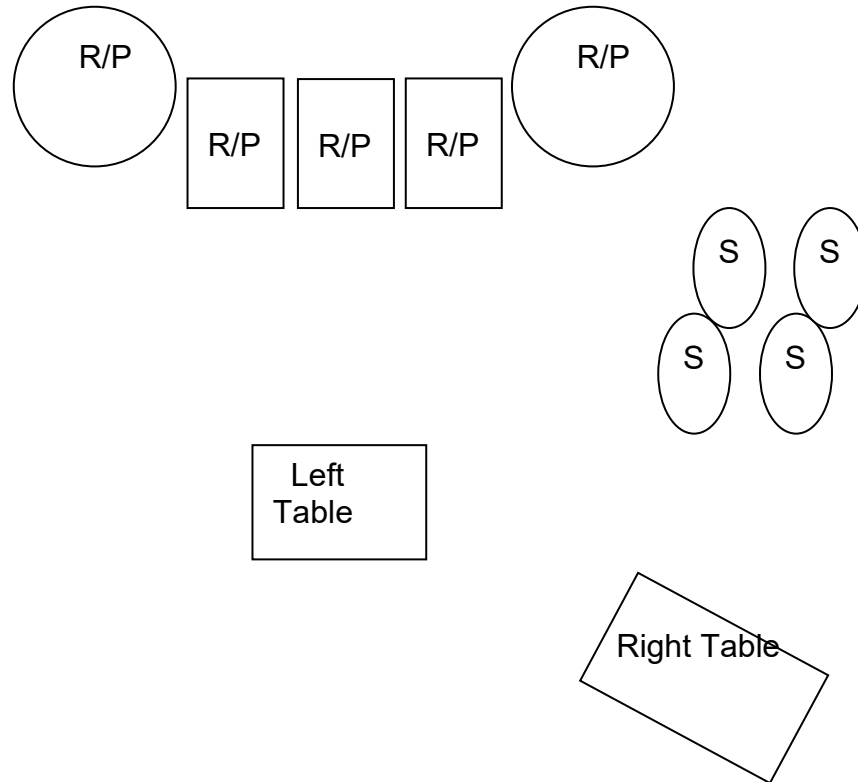 R/P R/P
R/P R/P R/P
S S
S S
Left
Table
Right Table